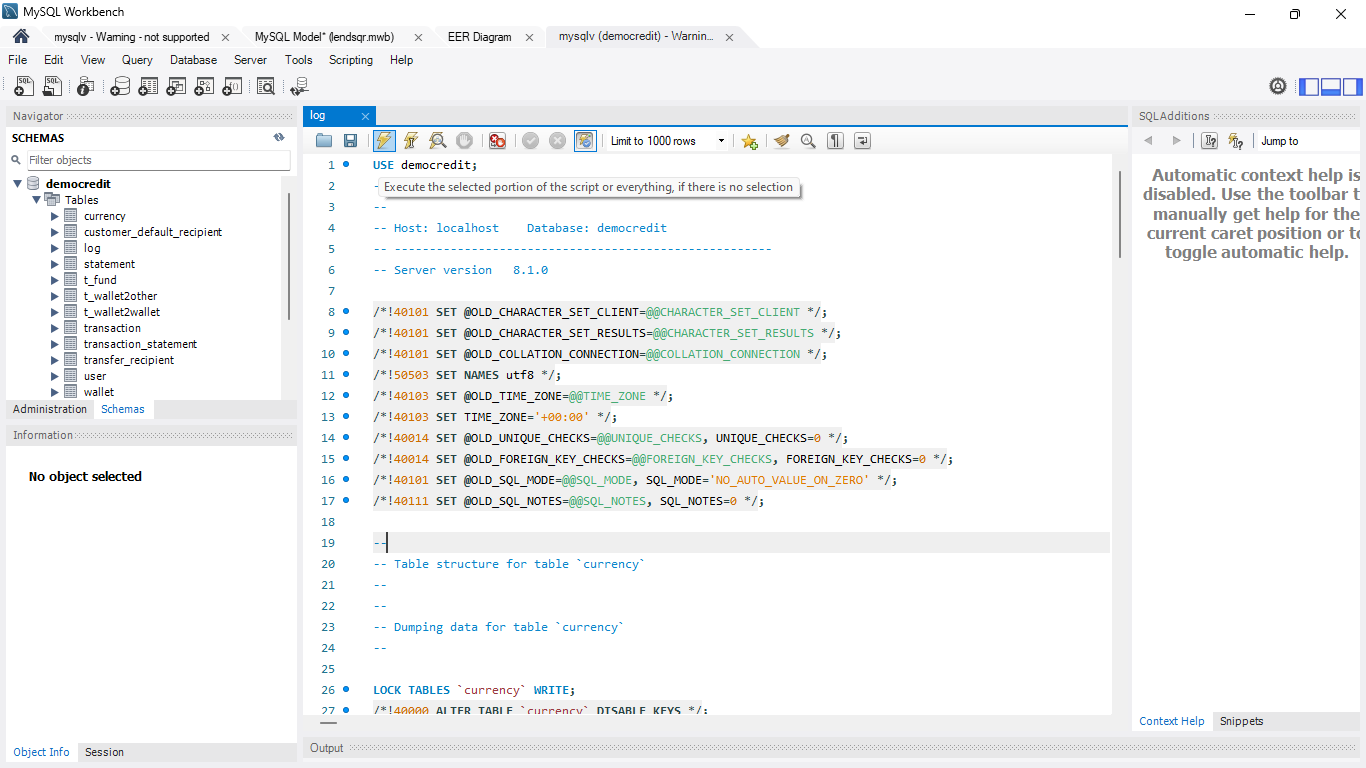 MySQL Workbench
mysqlv - Warning - not supported
MySQL Model* (lendsqr.mwb)
EER Diagram
mysqlv (democredit) - Warnin...
File Edit View Query Database Server Tools Scripting Help
Navigator
SCHEMAS
Filter objects
democredit
Tables
currency
customer_default_recipient
log
statement
t_fund
t_wallet2other
t_wallet2wallet
transaction
transaction_statement
transfer_recipient
user
wallet
Administration Schemas
Information
No object selected
Object Info Session
log
Limit to 1000 rows
1 USE democredit;
Execute the selected portion of the script or everything, if there is no selection
2 -
3 --
4 -- Host: localhost    Database: democredit
5 -- ------------------------------------------------------
6 -- Server version   8.1.0
7
8 /*!40101 SET @OLD_CHARACTER_SET_CLIENT=@@CHARACTER_SET_CLIENT */;
9 /*!40101 SET @OLD_CHARACTER_SET_RESULTS=@@CHARACTER_SET_RESULTS */;
10 /*!40101 SET @OLD_COLLATION_CONNECTION=@@COLLATION_CONNECTION */;
11 /*!50503 SET NAMES utf8 */;
12 /*!40103 SET @OLD_TIME_ZONE=@@TIME_ZONE */;
13 /*!40103 SET TIME_ZONE='+00:00' */;
14 /*!40014 SET @OLD_UNIQUE_CHECKS=@@UNIQUE_CHECKS, UNIQUE_CHECKS=0 */;
15 /*!40014 SET @OLD_FOREIGN_KEY_CHECKS=@@FOREIGN_KEY_CHECKS, FOREIGN_KEY_CHECKS=0 */;
16 /*!40101 SET @OLD_SQL_MODE=@@SQL_MODE, SQL_MODE='NO_AUTO_VALUE_ON_ZERO' */;
17 /*!40111 SET @OLD_SQL_NOTES=@@SQL_NOTES, SQL_NOTES=0 */;
18
19 --
20 -- Table structure for table `currency`
21 --
22 --
23 -- Dumping data for table `currency`
24 --
25
26 LOCK TABLES `currency` WRITE;
27 /*!40000 ALTER TABLE `currency` DISABLE KEYS */;
Output
SQLAdditions
Jump to
Automatic context help is
disabled. Use the toolbar t
manually get help for the
current caret position or to
toggle automatic help.
Context Help Snippets